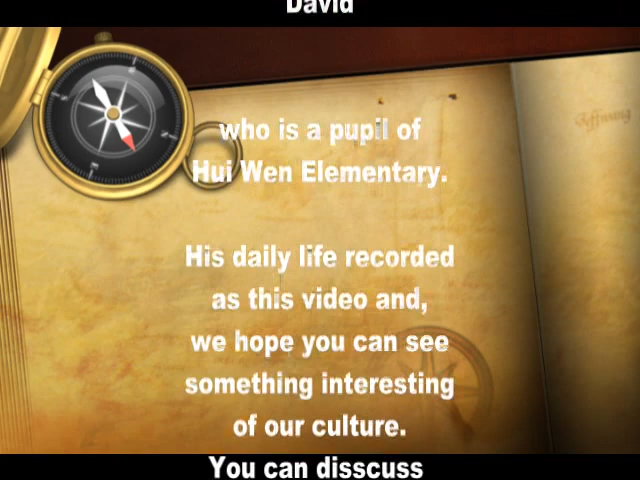 David
who is a pupil of
Hui Wen Elementary.
His daily life recorded
as this video and,
we hope you can see
something interesting
of our culture.
You can disscuss